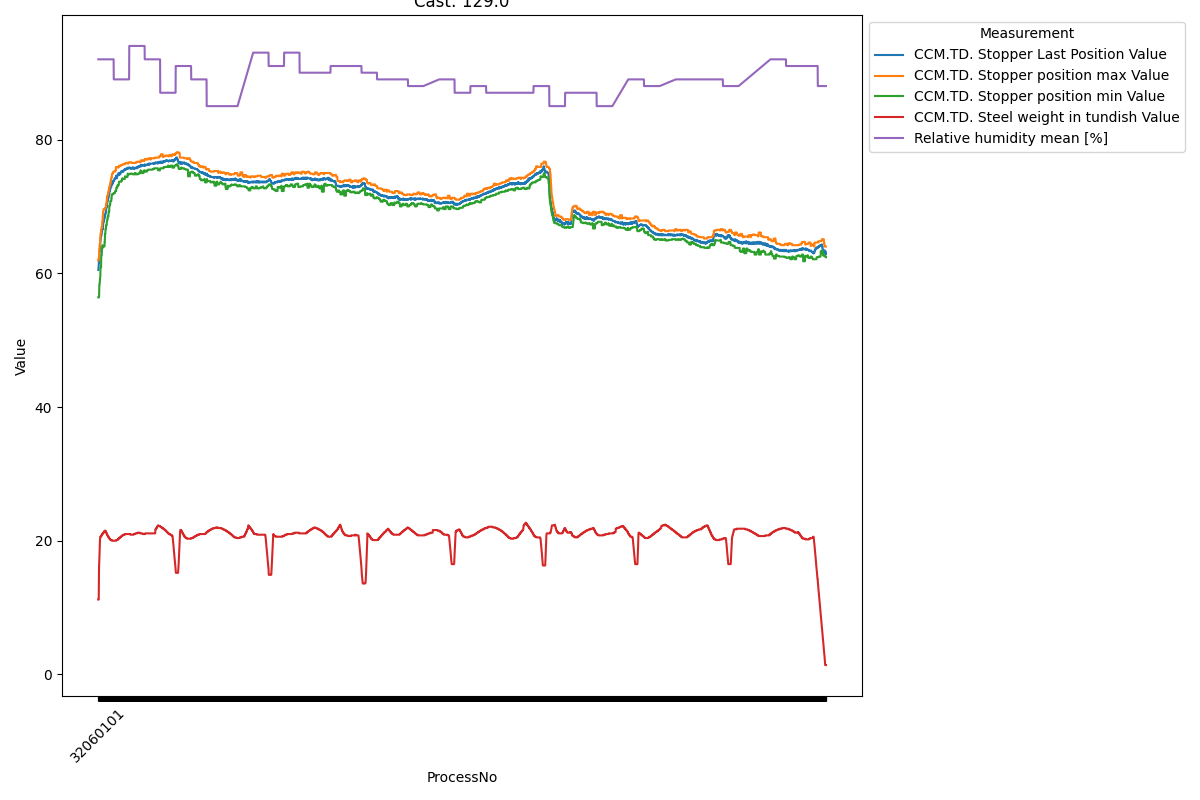 Cast: 129.0
Measurement
CCM.TD. Stopper Last Position Value
CCM.TD. Stopper position max Value
CCM.TD. Stopper position min Value
CCM.TD. Steel weight in tundish Value
Relative humidity mean [%]
80
60
40
20
0
Value
32060101
ProcessNo